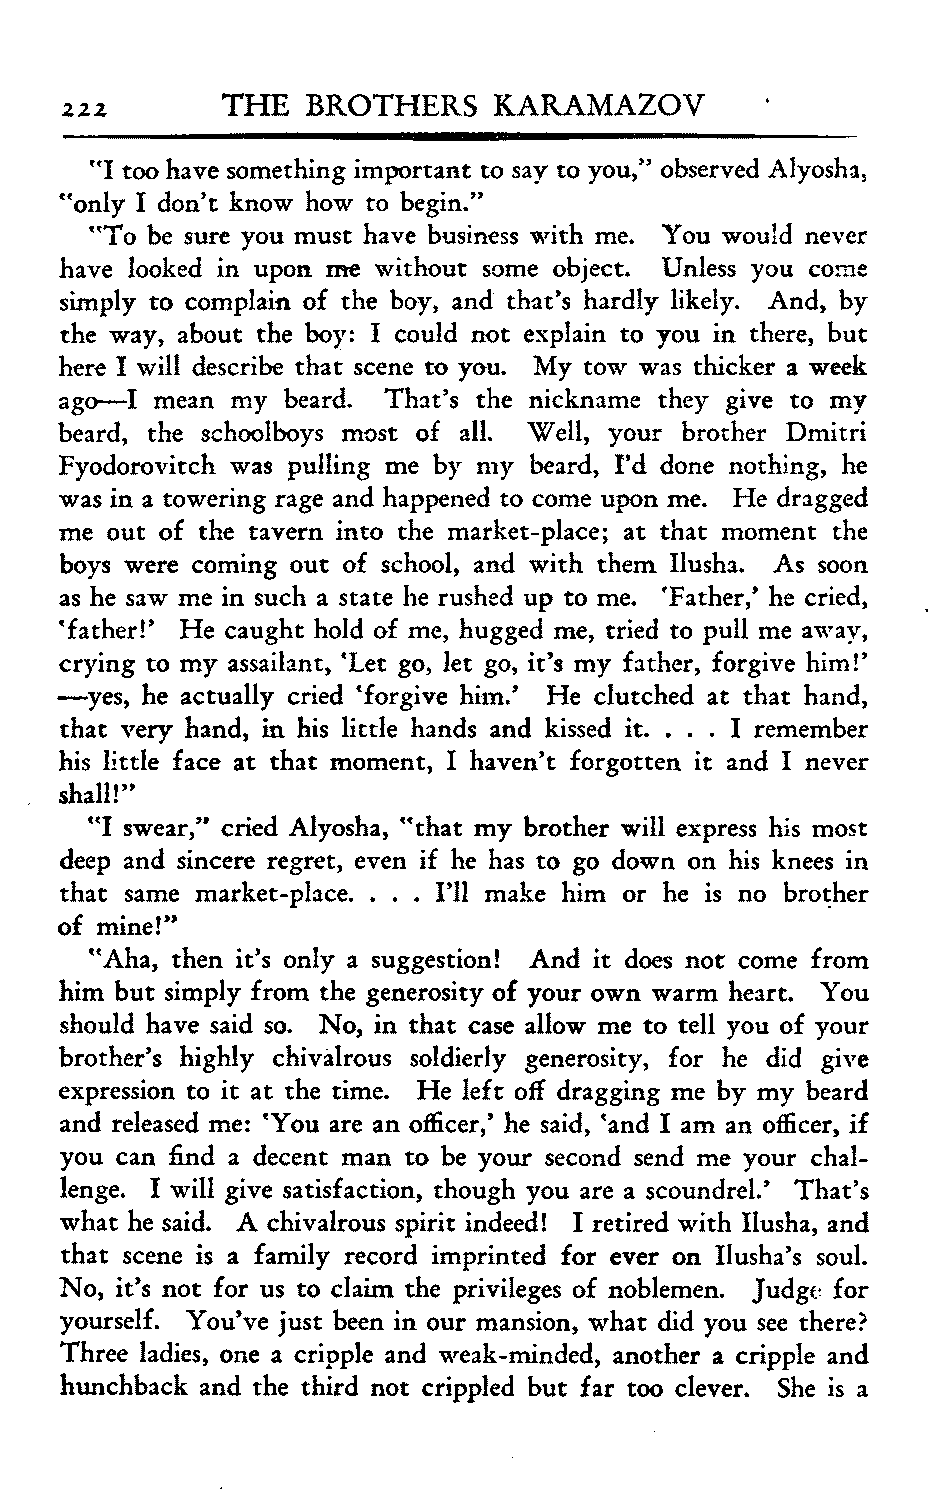 222 THE BROTHERS KARAMAZOV
"I too have something important to say to you," observed Alyosha,
"only I don't know how to begin."
"To be sure you must have business with me. You would never
have looked in upon me without some object. Unless you come
simply to complain of the boy, and that's hardly likely. And, by
the way, about the boy: I could not explain to you in there, but
here I will describe that scene to you. My tow was thicker a week
ago—I mean my beard. That's the nickname they give to my
beard, the schoolboys most of all. Well, your brother Dmitri
Fyodorovitch was pulling me by my beard, I'd done nothing, he
was in a towering rage and happened to come upon me. He dragged
me out of the tavern into the market-place; at that moment the
boys were coming out of school, and with them Ilusha. As soon
as he saw me in such a state he rushed up to me. 'Father,' he cried,
'father!' He caught hold of me, hugged me, tried to pull me away,
crying to my assailant, 'Let go, let go, it's my father, forgive him!'
—yes, he actually cried 'forgive him.' He clutched at that hand,
that very hand, in his little hands and kissed it. . . . I remember
his little face at that moment, I haven't forgotten it and I never
shall!"
"I swear," cried Alyosha, "that my brother will express his most
deep and sincere regret, even if he has to go down on his knees in
that same market-place. . . . I'll make him or he is no brother
of mine!"
"Aha, then it's only a suggestion! And it does not come from
him but simply from the generosity of your own warm heart. You
should have said so. No, in that case allow me to tell you of your
brother's highly chivalrous soldierly generosity, for he did give
expression to it at the time. He left off dragging me by my beard
and released me: 'You are an officer,' he said, 'and I am an officer, if
you can find a decent man to be your second send me your chal-
lenge. I will give satisfaction, though you are a scoundrel.' That's
what he said. A chivalrous spirit indeed! I retired with Ilusha, and
that scene is a family record imprinted for ever on Ilusha's soul.
No, it's not for us to claim the privileges of noblemen. Judge for
yourself. You've just been in our mansion, what did you see there?
Three ladies, one a cripple and weak-minded, another a cripple and
hunchback and the third not crippled but far too clever. She is a